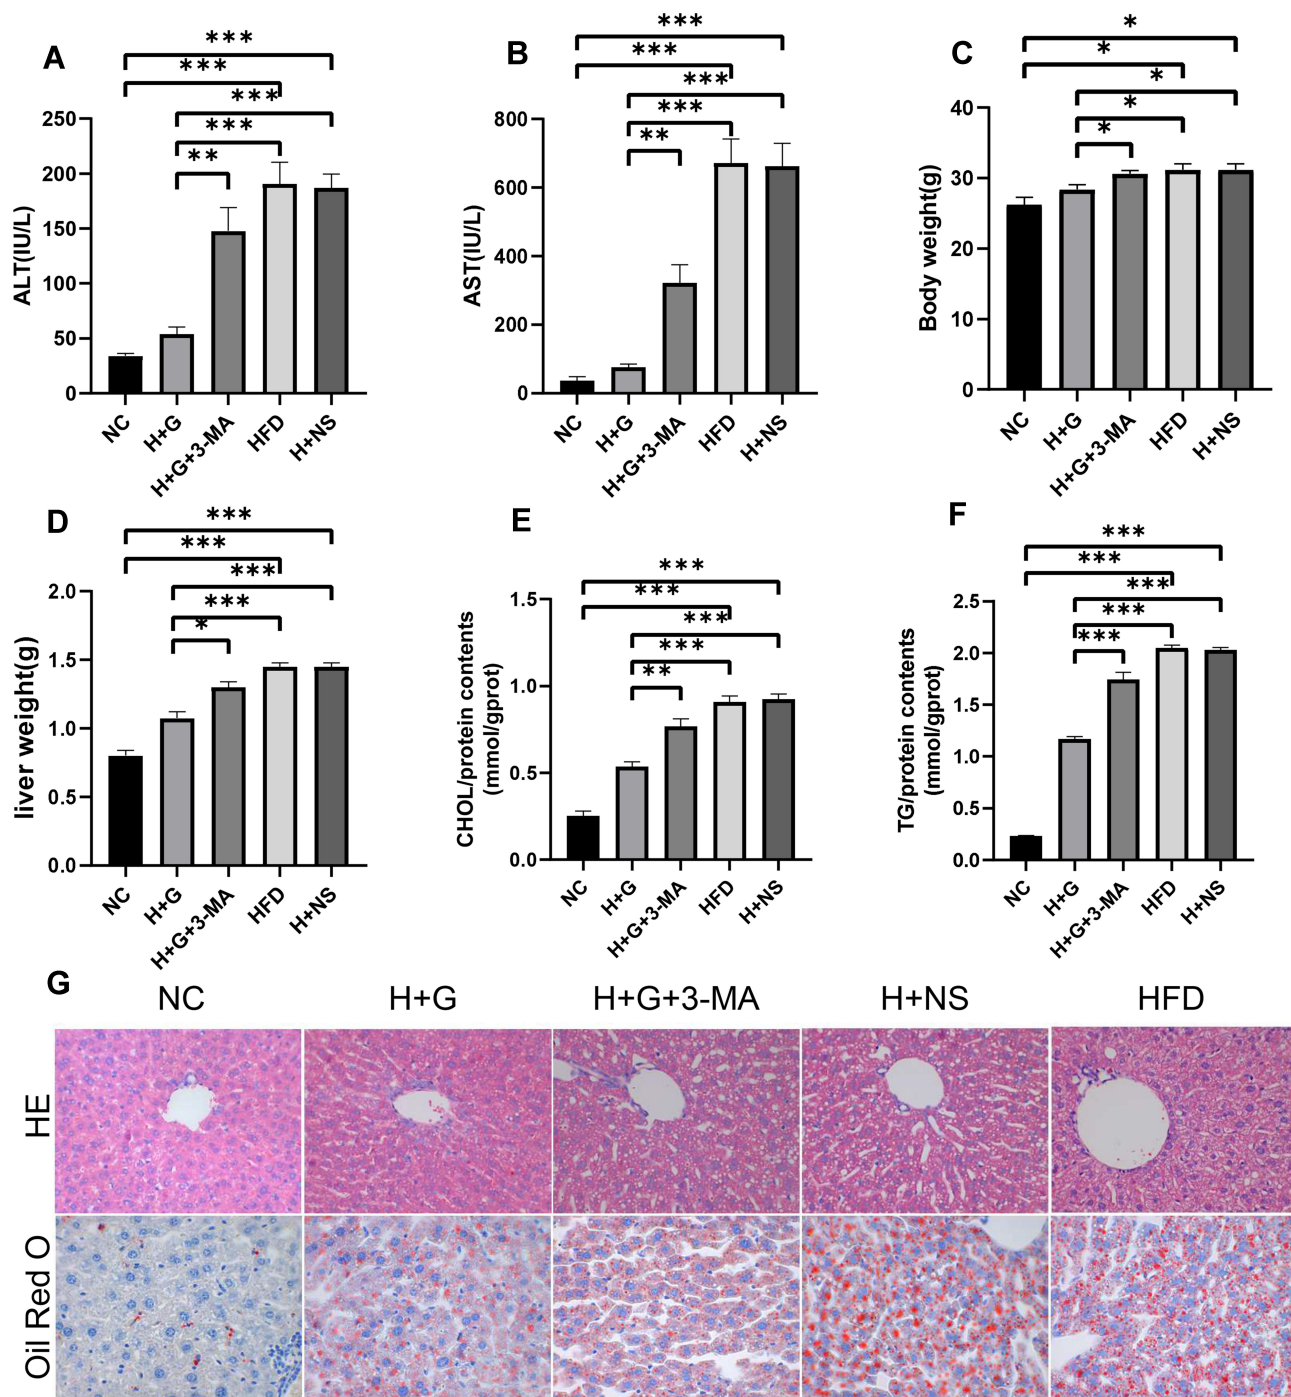 A
***
***
***
***
**
ALT(IU/L)
250
200
150
100
50
0
NC
H+G
H+G+3-MA
HFD
H+NS
B
***
***
***
***
**
AST(IU/L)
800
600
400
200
0
NC
H+G
H+G+3-MA
HFD
H+NS
C
*
*
*
*
*
Body weight(g)
40
30
20
10
0
NC
H+G
H+G+3-MA
HFD
H+NS
D
***
***
***
***
*
liver weight(g)
2.0
1.5
1.0
0.5
0.0
NC
H+G
H+G+3-MA
HFD
H+NS
E
***
***
***
***
**
CHOL/protein contents
(mmol/gprot)
1.5
1.0
0.5
0.0
NC
H+G
H+G+3-MA
HFD
H+NS
F
***
***
***
***
***
TG/protein contents
(mmol/gprot)
2.5
2.0
1.5
1.0
0.5
0.0
NC
H+G
H+G+3-MA
HFD
H+NS
G
NC H+G H+G+3-MA H+NS HFD
HE
Oil Red O